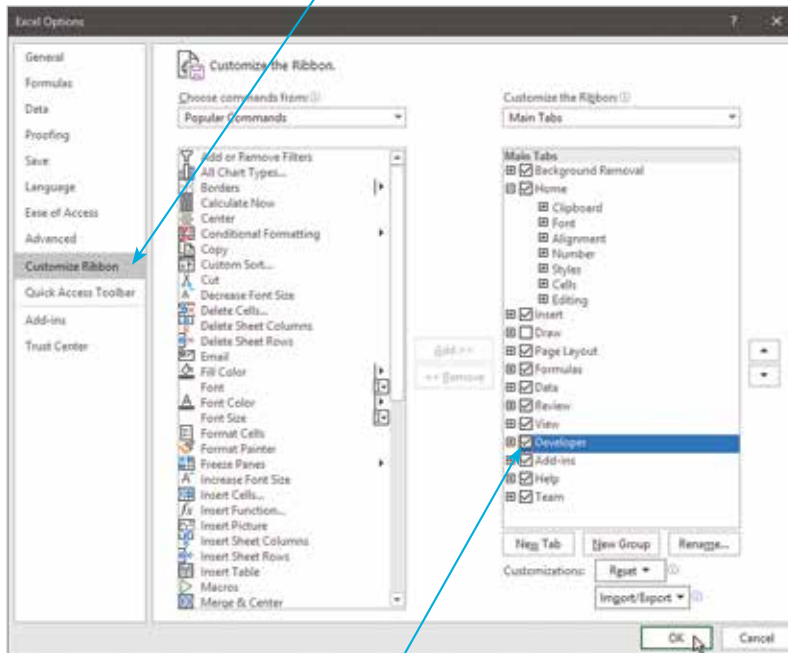 Excel Options
General
Formulas
Data
Proofing
Save
Language
Ease of Access
Advanced
Customize Ribbon
Quick Access Toolbar
Add-ins
Trust Center
Customize the Ribbon.
Choose commands from:
Popular Commands
Add or Remove Filters
All Chart Types...
Borders
Calculate Now
Center
Conditional Formatting
Copy
Custom Sort...
Cut
Decrease Font Size
Delete Cells...
Delete Sheet Columns
Delete Sheet Rows
Email
Fill Color
Font
Font Color
Font Size
Format Cells
Format Painter
Freeze Panes
Increase Font Size
Insert Cells...
Insert Function...
Insert Picture
Insert Sheet Columns
Insert Sheet Rows
Insert Table
Macros
Merge & Center
Add >>
<< Remove
Customize the Ribbon:
Main Tabs
Main Tabs
Background Removal
Home
Clipboard
Font
Alignment
Number
Styles
Cells
Editing
Insert
Draw
Page Layout
Formulas
Data
Review
View
Developer
Add-ins
Help
Team
New Tab
New Group
Rename...
Customizations:
Reset
Import/Export
OK
Cancel